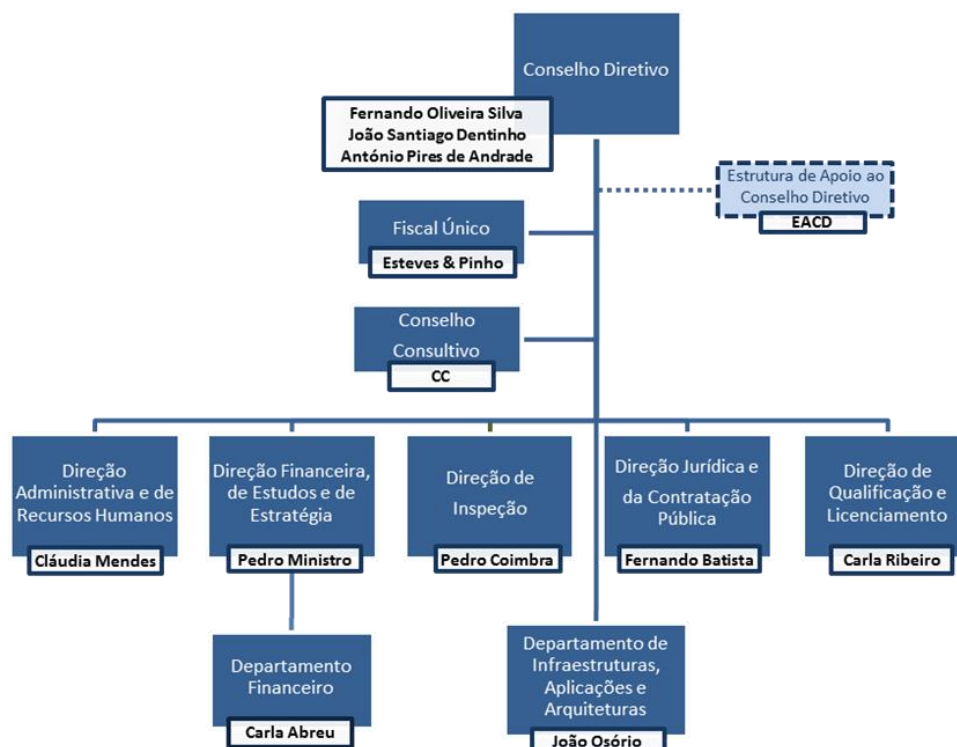 Conselho Diretivo
Fernando Oliveira Silva
João Santiago Dentinho
António Pires de Andrade
Estrutura de Apoio ao
Conselho Diretivo
EACD
Fiscal Único
Esteves & Pinho
Conselho
Consultivo
CC
Direção
Administrativa e de
Recursos Humanos
Cláudia Mendes
Direção Financeira,
de Estudos e de
Estratégia
Pedro Ministro
Direção de
Inspeção
Pedro Coimbra
Direção Jurídica e
da Contratação
Pública
Fernando Batista
Direção de
Qualificação e
Licenciamento
Carla Ribeiro
Departamento
Financeiro
Carla Abreu
Departamento de
Infraestruturas,
Aplicações e
Arquiteturas
João Osório